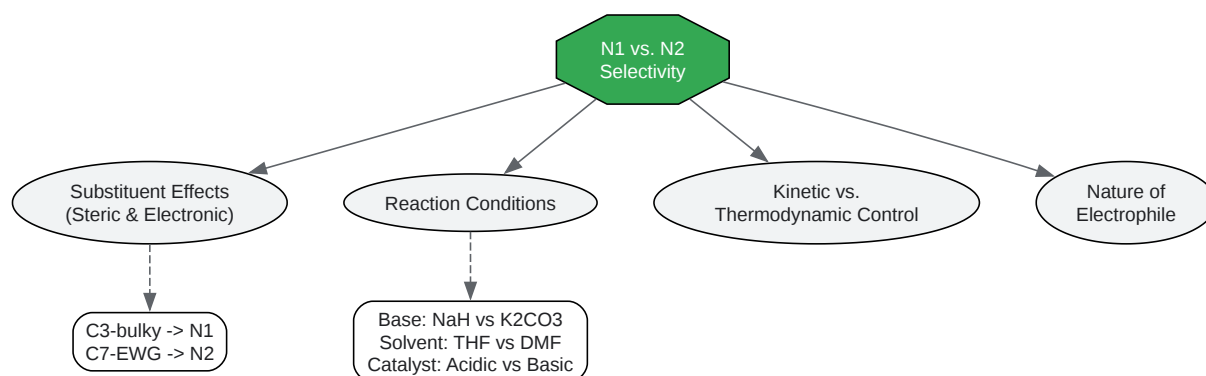 N1 vs. N2
Selectivity
Substituent Effects
(Steric & Electronic)
Reaction Conditions
Kinetic vs.
Thermodynamic Control
Nature of
Electrophile
C3-bulky -> N1
C7-EWG -> N2
Base: NaH vs K2CO3
Solvent: THF vs DMF
Catalyst: Acidic vs Basic